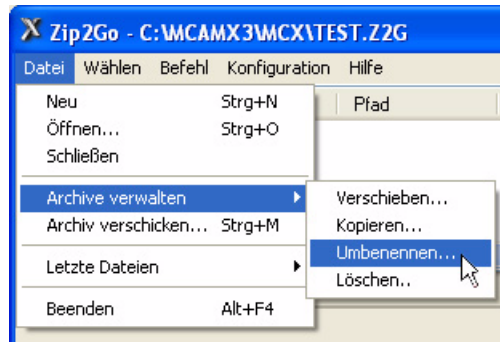 Zip2Go - C:\MCAMX3\MCX\TEST.Z2G
Datei Wählen Befehl Konfiguration Hilfe
Neu Strg+N
Pfad
Öffnen... Strg+O
Schließen
Archive verwalten
Verschieben...
Archiv verschicken... Strg+M
Kopieren...
Umbenennen...
Letzte Dateien
Löschen..
Beenden Alt+F4